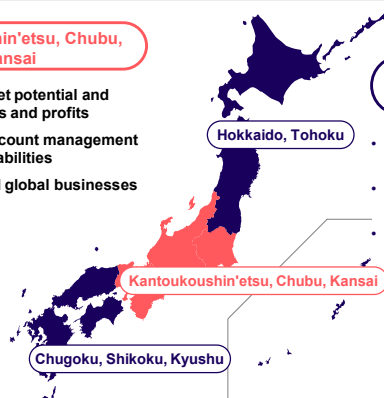 in'etsu, Chubu,
ansai
et potential and
s and profits
count management
abilities
l global businesses
Hokkaido, Tohoku
Kantoukoushin'etsu, Chubu, Kansai
Chugoku, Shikoku, Kyushu